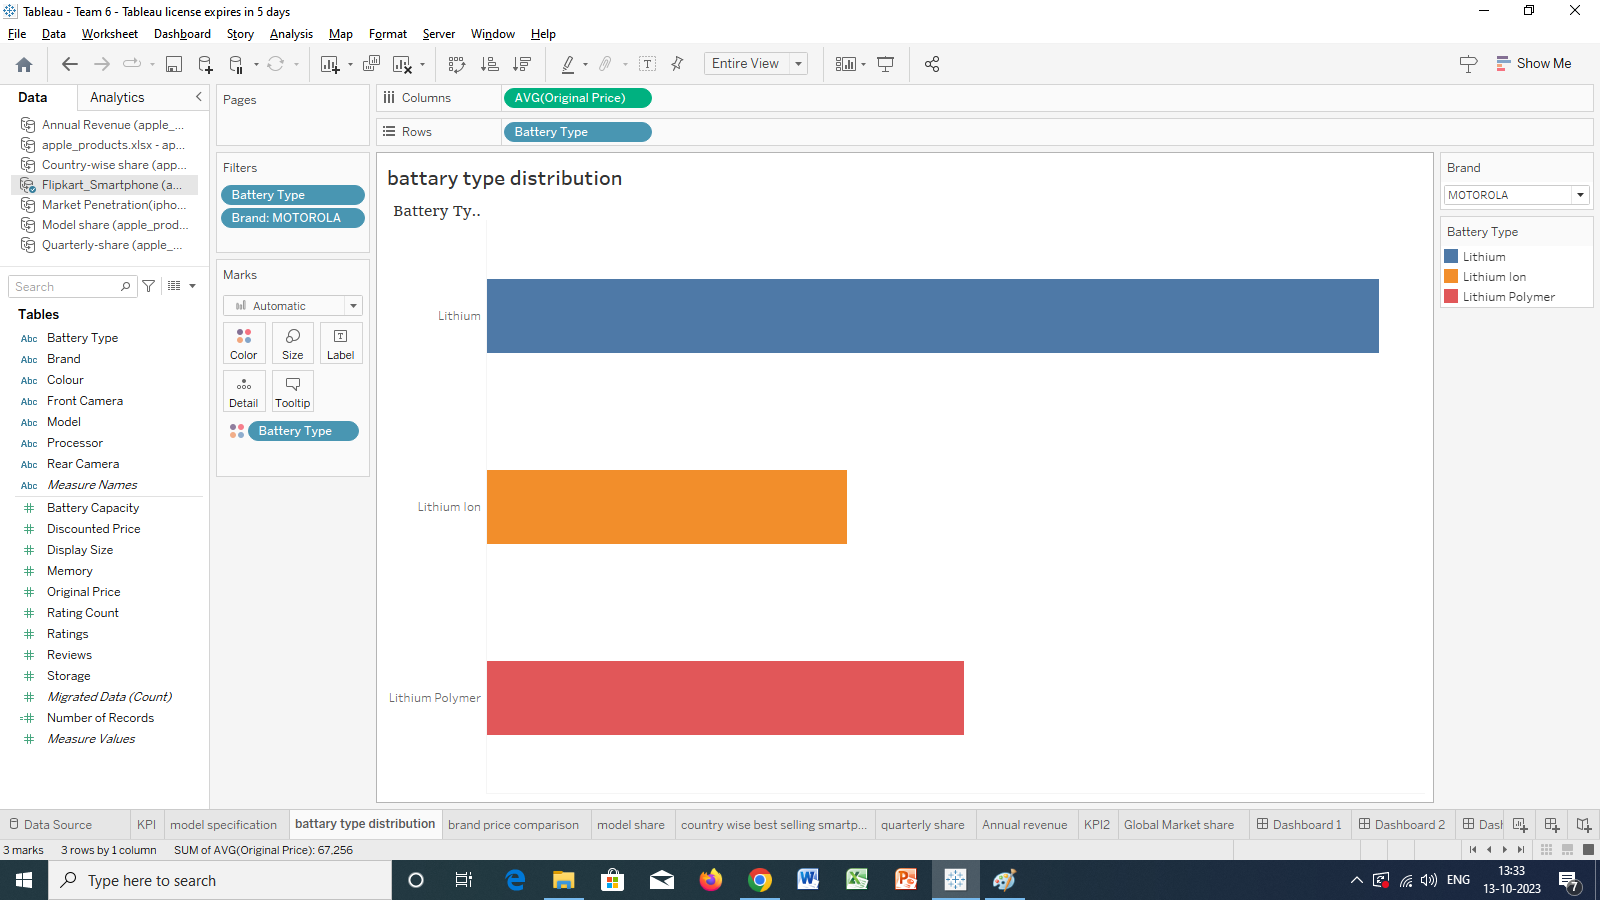 Tableau - Team 6 - Tableau license expires in 5 days
File Data Worksheet Dashboard Story Analysis Map Format Server Window Help
Entire View
Show Me
Data Analytics
Annual Revenue (apple_...
apple_products.xlsx - ap...
Country-wise share (app...
Flipkart_Smartphone (a...
Market Penetration(ipho...
Model share (apple_prod...
Quarterly-share (apple_...
Search
Tables
Abc Battery Type
Abc Brand
Abc Colour
Abc Front Camera
Abc Model
Abc Processor
Abc Rear Camera
Abc Measure Names
# Battery Capacity
# Discounted Price
# Display Size
# Memory
# Original Price
# Rating Count
# Ratings
# Reviews
# Storage
# Migrated Data (Count)
=# Number of Records
# Measure Values
Pages
Filters
Battery Type
Brand: MOTOROLA
Marks
Automatic
Color Size Label
Detail Tooltip
Battery Type
Columns AVG(Original Price)
Rows Battery Type
battary type distribution
Battery Ty..
Lithium
Lithium Ion
Lithium Polymer
Brand
MOTOROLA
Battery Type
Lithium
Lithium Ion
Lithium Polymer
Data Source KPI model specification battary type distribution brand price comparison model share country wise best selling smartp... quarterly share Annual revenue KPI2 Global Market share Dashboard 1 Dashboard 2 Dash
3 marks 3 rows by 1 column SUM of AVG(Original Price): 67,256
Type here to search
ENG
13:33
13-10-2023
7